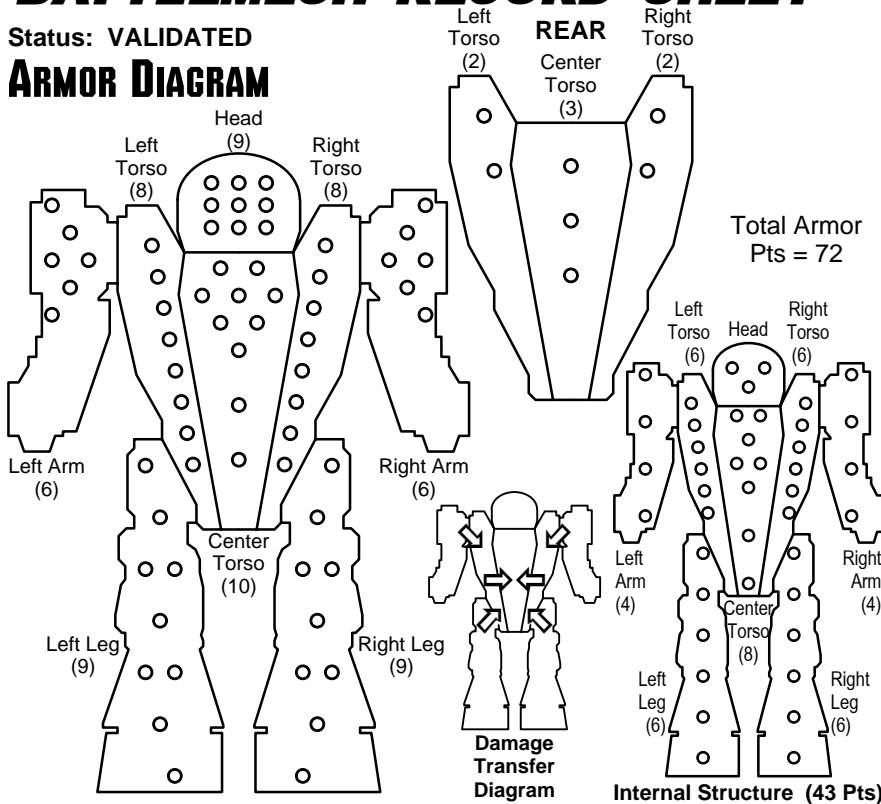 BATTLEMECH RECORD SHEET
Status: VALIDATED
ARMOR DIAGRAM
Head
(9)
Left
Torso
(8)
Right
Torso
(8)
Left Arm
(6)
Right Arm
(6)
Center
Torso
(10)
Left Leg
(9)
Right Leg
(9)
REAR
Left
Torso
(2)
Center
Torso
(3)
Right
Torso
(2)
Total Armor
Pts = 72
Left
Torso
(6)
Head
Right
Torso
(6)
Left
Arm
(4)
Right
Arm
(4)
Center
Torso
(8)
Left
Leg
(6)
Right
Leg
(6)
Damage
Transfer
Diagram
Internal Structure (43 Pts)